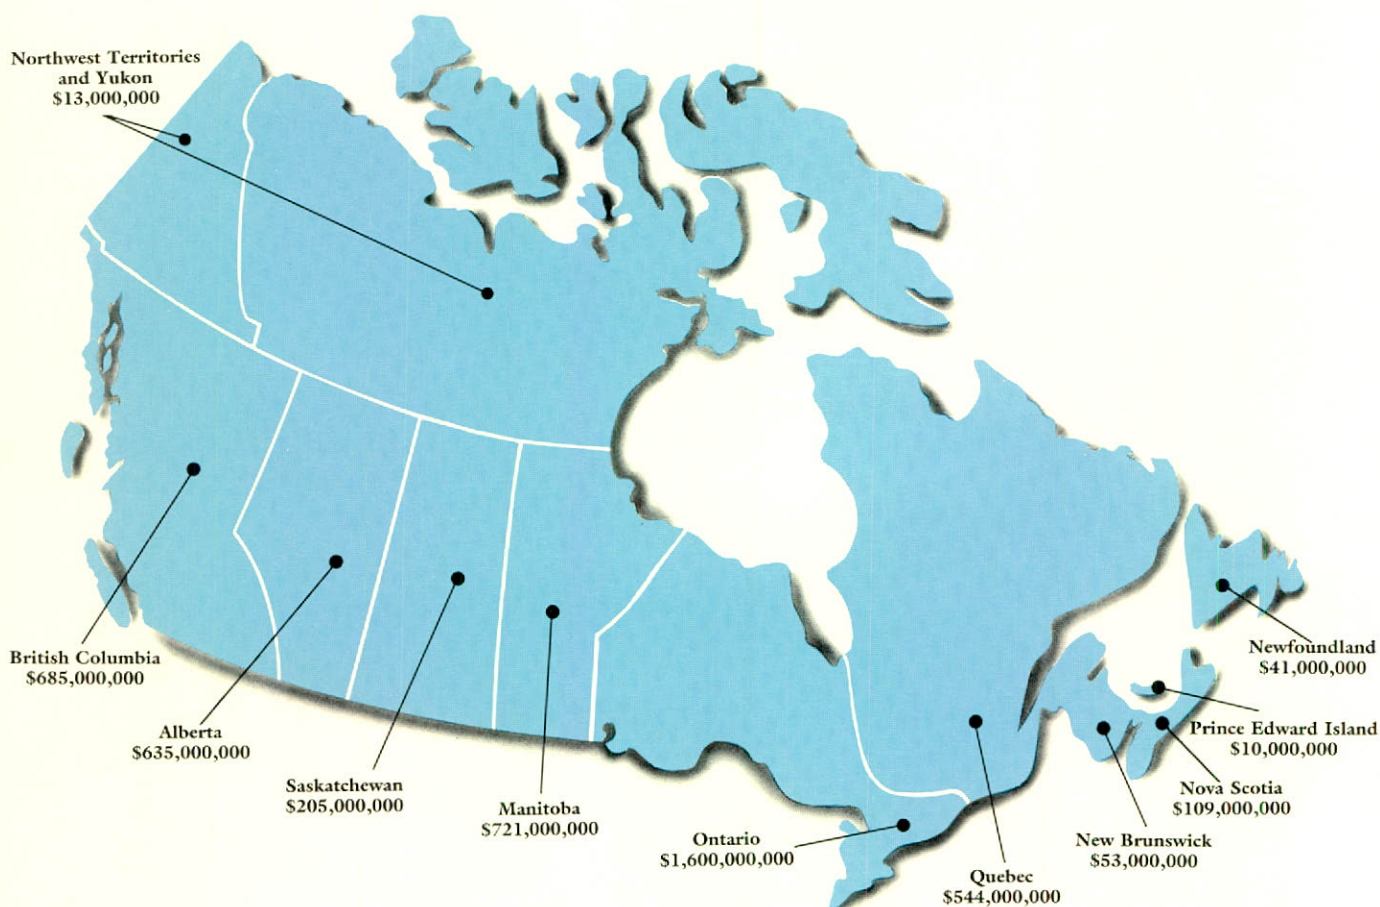 Northwest Territories
and Yukon
$13,000,000
British Columbia
$685,000,000
Alberta
$635,000,000
Saskatchewan
$205,000,000
Manitoba
$721,000,000
Ontario
$1,600,000,000
Quebec
$544,000,000
New Brunswick
$53,000,000
Nova Scotia
$109,000,000
Prince Edward Island
$10,000,000
Newfoundland
$41,000,000